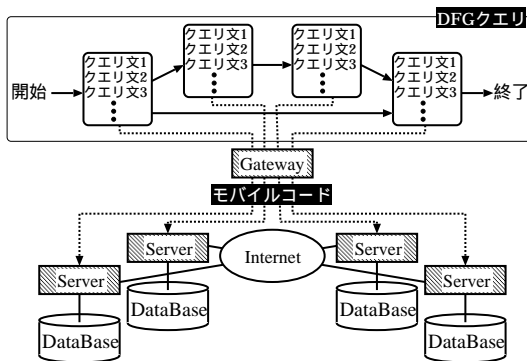 DFGクエリ
クエリ文1
クエリ文2
クエリ文3
クエリ文1
クエリ文2
クエリ文3
開始
クエリ文1
クエリ文2
クエリ文3
クエリ文1
クエリ文2
クエリ文3
終了
Gateway
モバイルコード
Server
Server
Internet
Server
Server
DataBase
DataBase
DataBase
DataBase